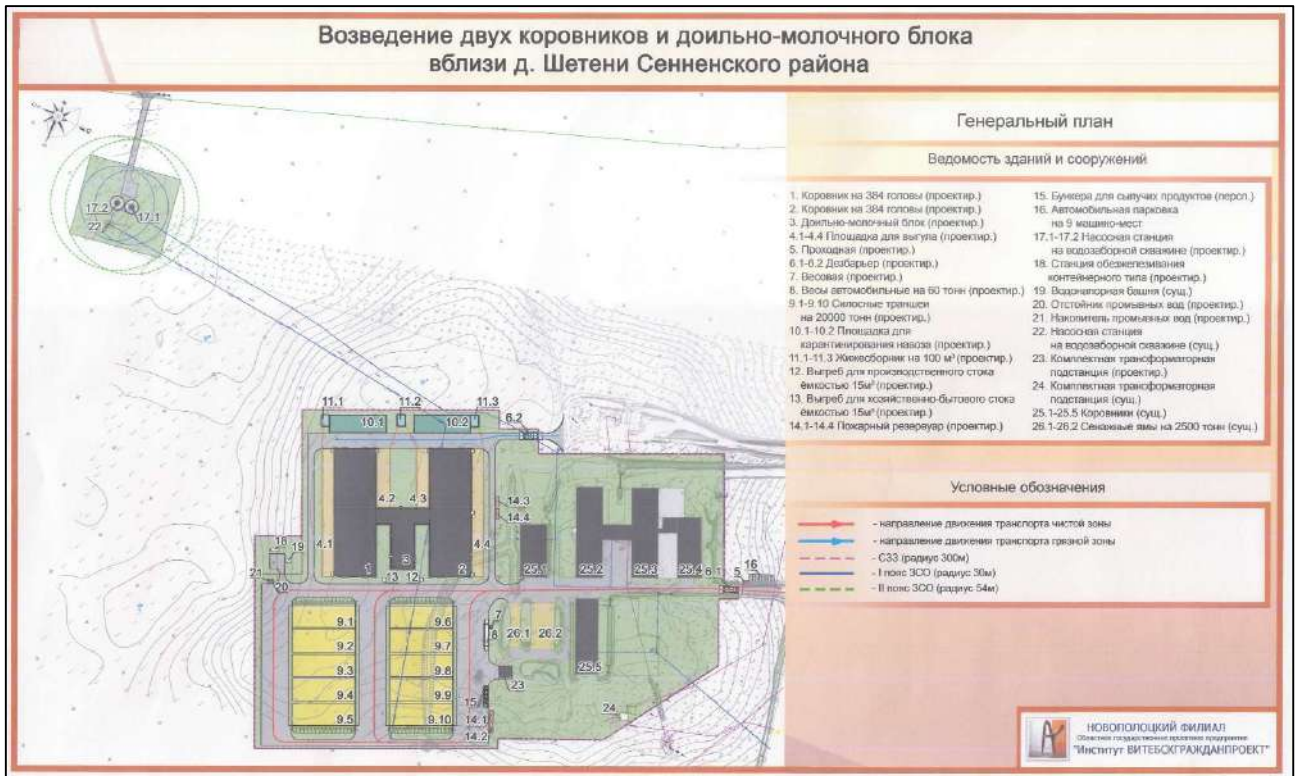 Возведение двух коровников и доильно-молочного блока
вблизи д. Шетени Сенненского района
Генеральный план
Ведомость зданий и сооружений
1. Коровник на 384 головы (проектир.)
2. Коровник на 384 головы (проектир.)
3. Доильно-молочный блок (проектир.)
4.1-4.4 Площадка для выгула (проектир.)
5. Проходная (проектир.)
6.1-6.2 Дезбарьер (проектир.)
7. Весовая (проектир.)
8. Весы автомобильные на 60 тонн (проектир.)
9.1-9.10 Силосные траншеи
на 20000 тонн (проектир.)
10.1-10.2 Площадка для
карантинирования навоза (проектир.)
11.1-11.3 Жижесборник на 100 м³ (проектир.)
12. Выгреб для производственного стока
ёмкостью 15м³ (проектир.)
13. Выгреб для хозяйственно-бытового стока
ёмкостью 15м³ (проектир.)
14.1-14.4 Пожарный резервуар (проектир.)
15. Бункера для сыпучих продуктов (персп.)
16. Автомобильная парковка
на 9 машино-мест
17.1-17.2 Насосная станция
на водозаборной скважине (проектир.)
18. Станция обезжелезивания
контейнерного типа (проектир.)
19. Водонапорная башня (сущ.)
20. Отстойник промывных вод (проектир.)
21. Накопитель промывных вод (проектир.)
22. Насосная станция
на водозаборной скважине (сущ.)
23. Комплектная трансформаторная
подстанция (проектир.)
24. Комплектная трансформаторная
подстанция (сущ.)
25.1-25.5 Коровники (сущ.)
26.1-26.2 Сенажные ямы на 2500 тонн (сущ.)
Условные обозначения
- направление движения транспорта чистой зоны
- направление движения транспорта грязной зоны
- СЗЗ (радиус 300м)
- I пояс ЗСО (радиус 30м)
- II пояс ЗСО (радиус 54м)
17.2
17.1
22
11.1
11.2
11.3
10.1
10.2
6.2
4.2
4.3
14.3
14.4
18
19
4.1
3
4.4
1
2
25.1
25.2
25.3
25.4
6.1
5
16
21
20
13
12
9.1
9.6
7
26.1
26.2
8
9.2
9.7
9.3
9.8
25.5
23
9.4
9.9
15
9.5
9.10
14.1
24
14.2
НОВОПОЛОЦКИЙ ФИЛИАЛ
Областное государственное проектное предприятие
"Институт ВИТЕБСКГРАЖДАНПРОЕКТ"